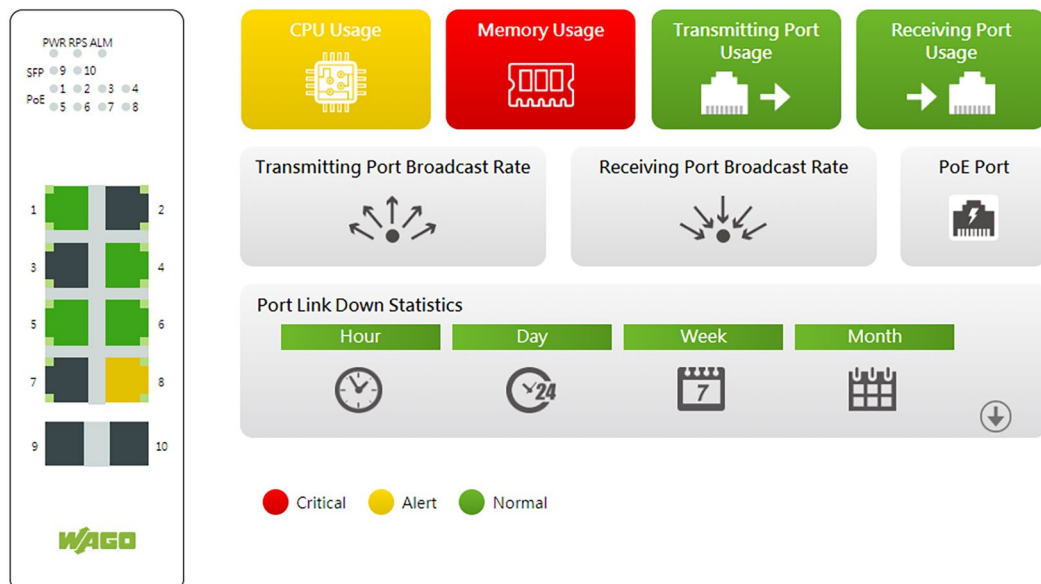 PWR RPS ALM
SFP 9 10
PoE 1 2 3 4
5 6 7 8
1 2
3 4
5 6
7 8
9 10
WAGO
CPU Usage
Memory Usage
Transmitting Port
Usage
Receiving Port
Usage
Transmitting Port Broadcast Rate
Receiving Port Broadcast Rate
PoE Port
Port Link Down Statistics
Hour
Day
Week
Month
24
7
Critical
Alert
Normal